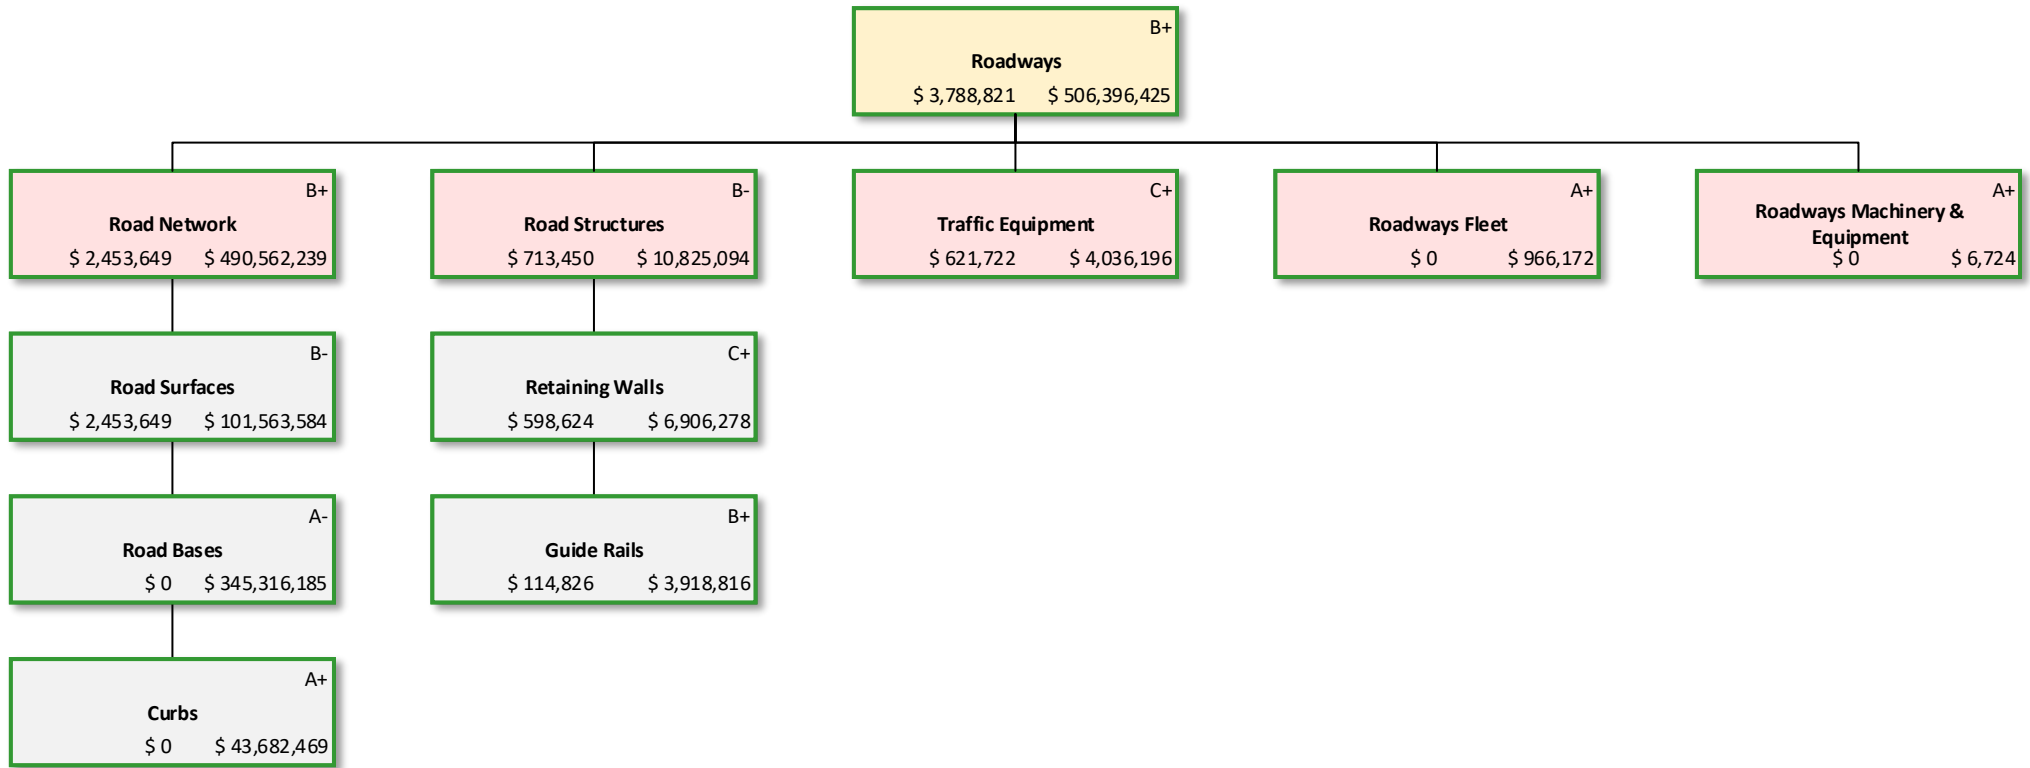 B+
Roadways
$ 3,788,821 $ 506,396,425
B+
Road Network
$ 2,453,649 $ 490,562,239
B-
Road Structures
$ 713,450 $ 10,825,094
C+
Traffic Equipment
$ 621,722 $ 4,036,196
A+
Roadways Fleet
$ 0 $ 966,172
A+
Roadways Machinery &
Equipment
$ 0 $ 6,724
B-
Road Surfaces
$ 2,453,649 $ 101,563,584
C+
Retaining Walls
$ 598,624 $ 6,906,278
A-
Road Bases
$ 0 $ 345,316,185
B+
Guide Rails
$ 114,826 $ 3,918,816
A+
Curbs
$ 0 $ 43,682,469